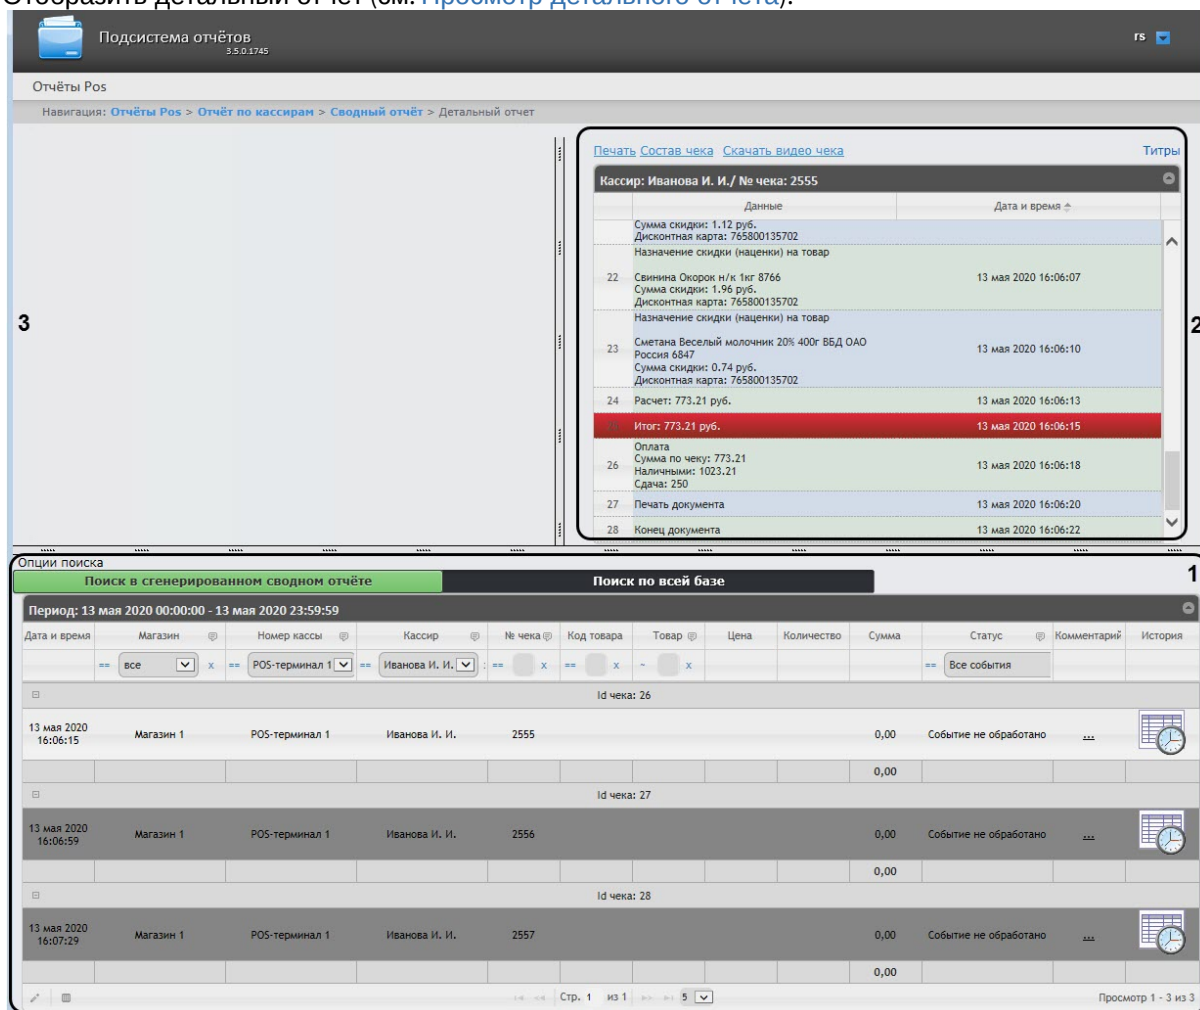 Отобразить детальный отчет (см. Просмотр детального отчета).
Подсистема отчётов
3.5.0.1745
rs
Отчёты Pos
Навигация: Отчёты Pos > Отчёт по кассирам > Сводный отчёт > Детальный отчет
Печать Состав чека Скачать видео чека Титры
Кассир: Иванова И. И./ № чека: 2555
Данные Дата и время
Сумма скидки: 1.12 руб.
Дисконтная карта: 765800135702
Назначение скидки (наценки) на товар
22 Свинина Окорок н/к 1кг 8766 13 мая 2020 16:06:07
Сумма скидки: 1.96 руб.
Дисконтная карта: 765800135702
Назначение скидки (наценки) на товар
3
2
Сметана Веселый молочник 20% 400г ВБД ОАО
23 Россия 6847 13 мая 2020 16:06:10
Сумма скидки: 0.74 руб.
Дисконтная карта: 765800135702
24 Расчет: 773.21 руб. 13 мая 2020 16:06:13
25 Итог: 773.21 руб. 13 мая 2020 16:06:15
Оплата
Сумма по чеку: 773.21
26 Наличными: 1023.21 13 мая 2020 16:06:18
Сдача: 250
27 Печать документа 13 мая 2020 16:06:20
28 Конец документа 13 мая 2020 16:06:22
Опции поиска
1
Поиск в сгенерированном сводном отчёте Поиск по всей базе
Период: 13 мая 2020 00:00:00 - 13 мая 2020 23:59:59
Дата и время Магазин Номер кассы Кассир № чека Код товара Товар Цена Количество Сумма Статус Комментарий История
== все x == POS-терминал 1 == Иванова И. И. : == x == x ~ x == Все события
Id чека: 26
13 мая 2020 16:06:15 Магазин 1 POS-терминал 1 Иванова И. И. 2555 0,00 Событие не обработано ...
0,00
Id чека: 27
13 мая 2020 16:06:59 Магазин 1 POS-терминал 1 Иванова И. И. 2556 0,00 Событие не обработано ...
0,00
Id чека: 28
13 мая 2020 16:07:29 Магазин 1 POS-терминал 1 Иванова И. И. 2557 0,00 Событие не обработано ...
0,00
Стр. 1 из 1 5 Просмотр 1 - 3 из 3